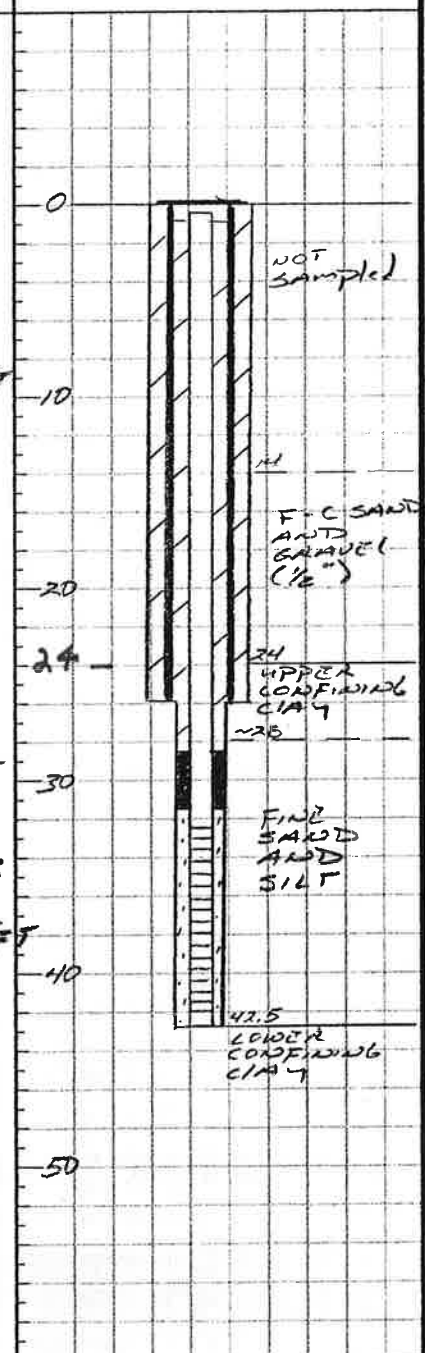 0
NOT
Sampled
10
14
F-C SAND
AND
GRAVEL
(1/2")
20
24
24
UPPER
CONFINING
CLAY
~28
30
FINE
SAND
AND
SILT
40
42.5
LOWER
CONFINING
CLAY
50